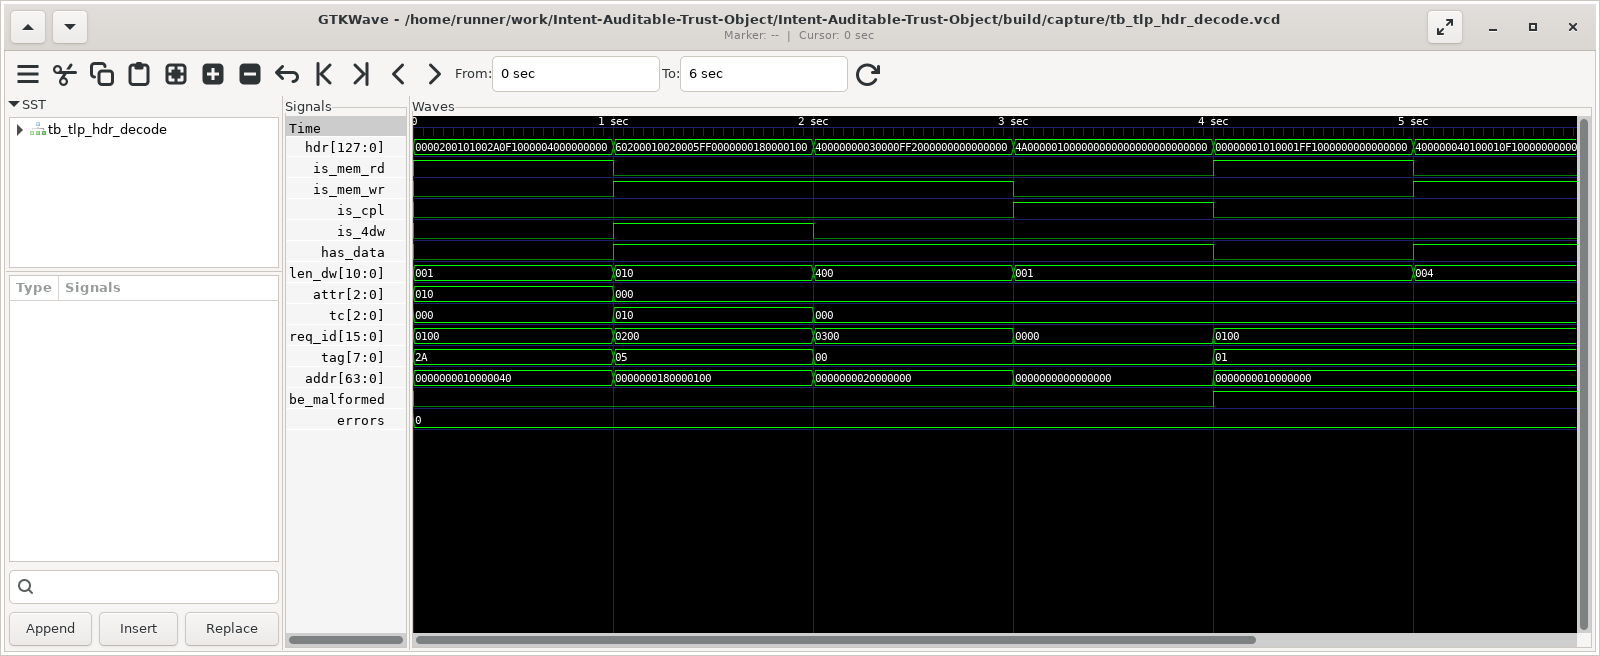 GTKWave - /home/runner/work/Intent-Auditable-Trust-Object/Intent-Auditable-Trust-Object/build/capture/tb_tlp_hdr_decode.vcd
Marker: -- | Cursor: 0 sec
From: 0 sec To: 6 sec
SST
tb_tlp_hdr_decode
Type Signals
Append Insert Replace
Signals
Waves
Time 0 1 sec 2 sec 3 sec 4 sec 5 sec
hdr[127:0] 0000200101002A0F1000004000000000 60200010020005FF0000000180000100 40000000030000FF2000000000000000 4A000001000000000000000000000000 00000001010001FF1000000000000000 400000040100010F10000000000
is_mem_rd
is_mem_wr
is_cpl
is_4dw
has_data
len_dw[10:0] 001 010 400 001 004
attr[2:0] 010 000
tc[2:0] 000 010 000
req_id[15:0] 0100 0200 0300 0000 0100
tag[7:0] 2A 05 00 01
addr[63:0] 0000000010000040 0000000180000100 0000000020000000 0000000000000000 0000000010000000
be_malformed
errors 0